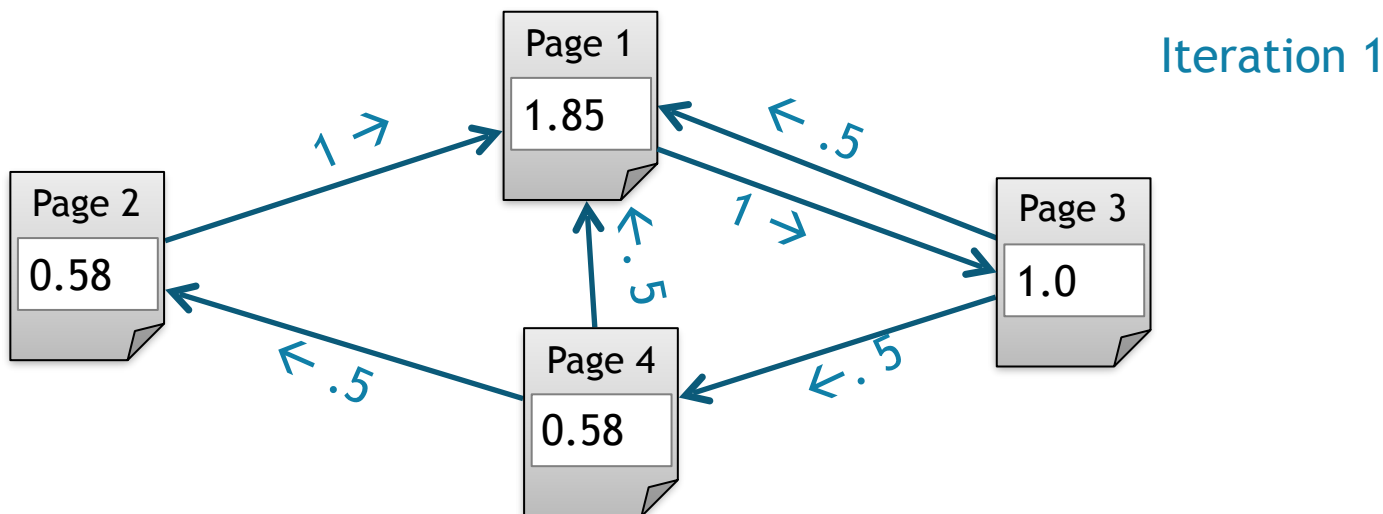 Iteration 1
Page 1
1.85
1 →
← .5
Page 2
0.58
1 →
← .5
Page 3
1.0
← .5
Page 4
0.58
← .5